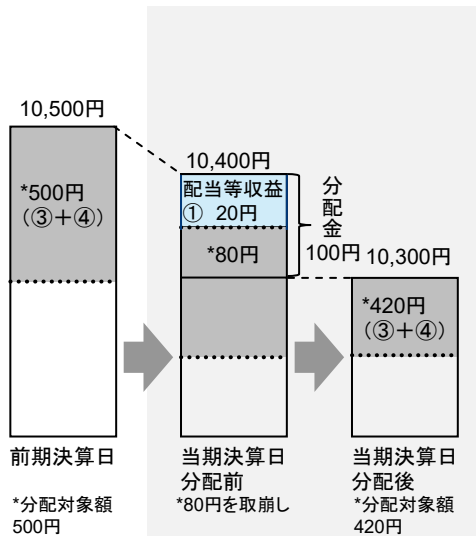 10,500円
*500円
(③+④)
前期決算日
*分配対象額
500円
10,400円
配当等収益
① 20円
*80円
分配金
100円
当期決算日
分配前
*80円を取崩し
10,300円
*420円
(③+④)
当期決算日
分配後
*分配対象額
420円